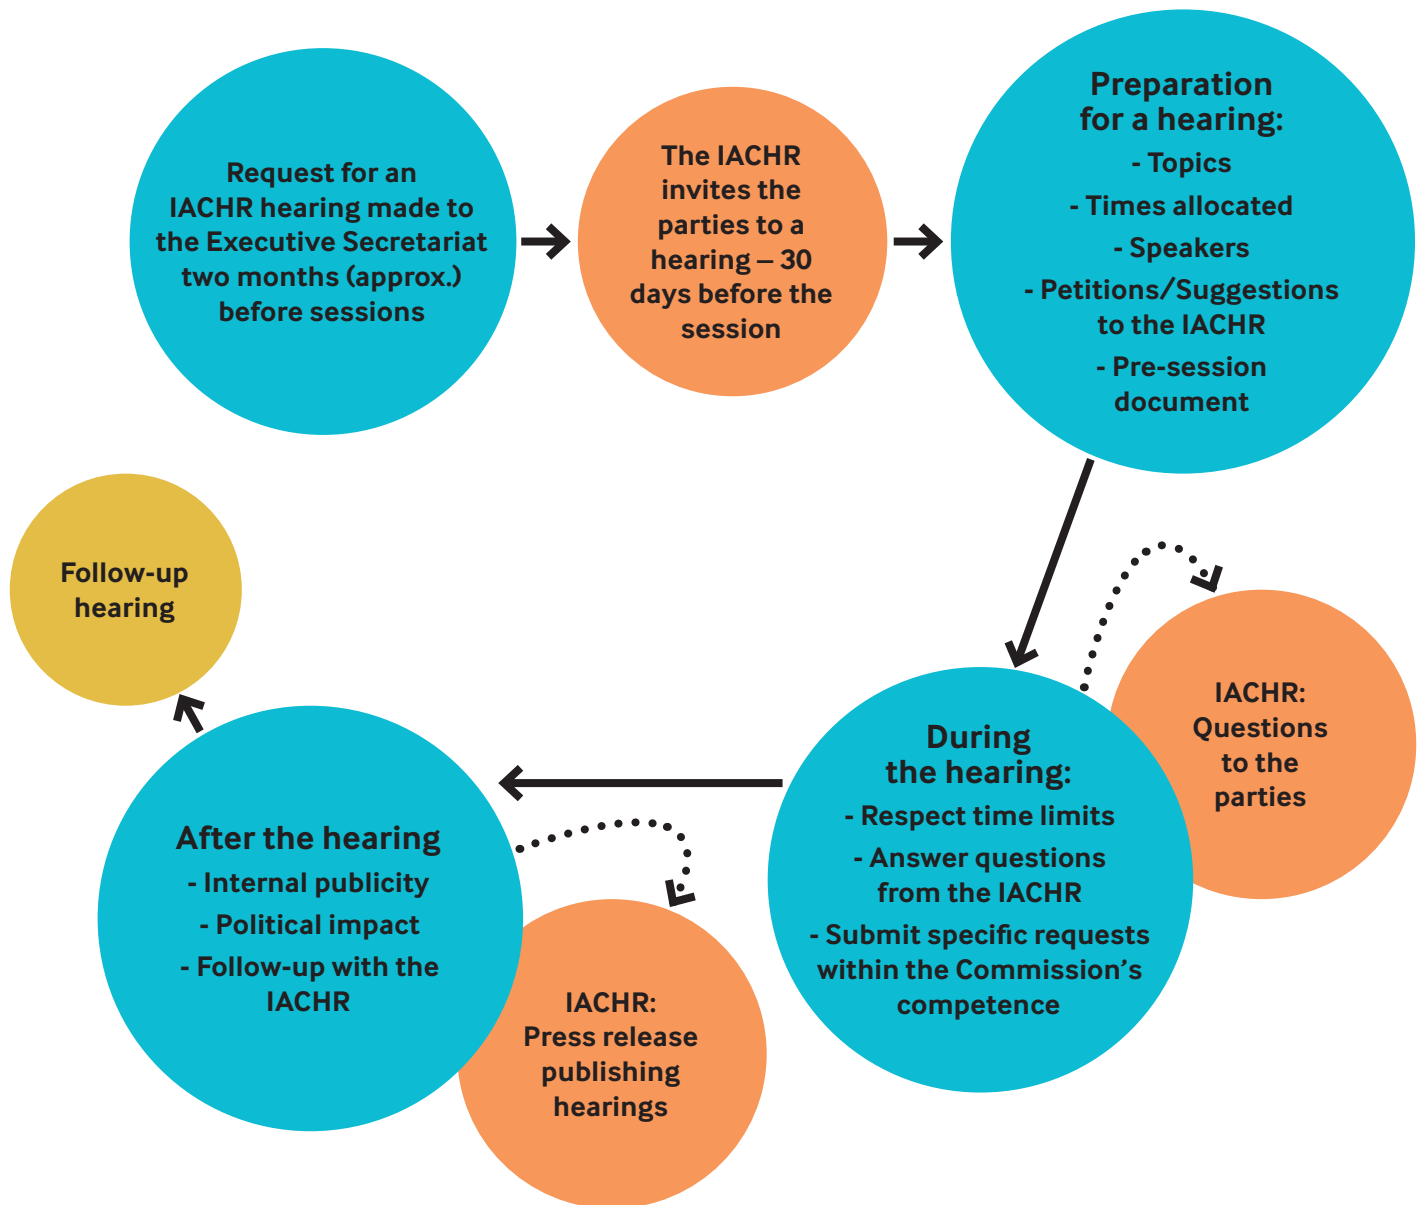 Request for an
IACHR hearing made to
the Executive Secretariat
two months (approx.)
before sessions
The IACHR
invites the
parties to a
hearing – 30
days before the
session
Preparation
for a hearing:
- Topics
- Times allocated
- Speakers
- Petitions/Suggestions
to the IACHR
- Pre-session
document
During
the hearing:
- Respect time limits
- Answer questions
from the IACHR
- Submit specific requests
within the Commission’s
competence
IACHR:
Questions
to the
parties
After the hearing
- Internal publicity
- Political impact
- Follow-up with the
IACHR
IACHR:
Press release
publishing
hearings
Follow-up
hearing